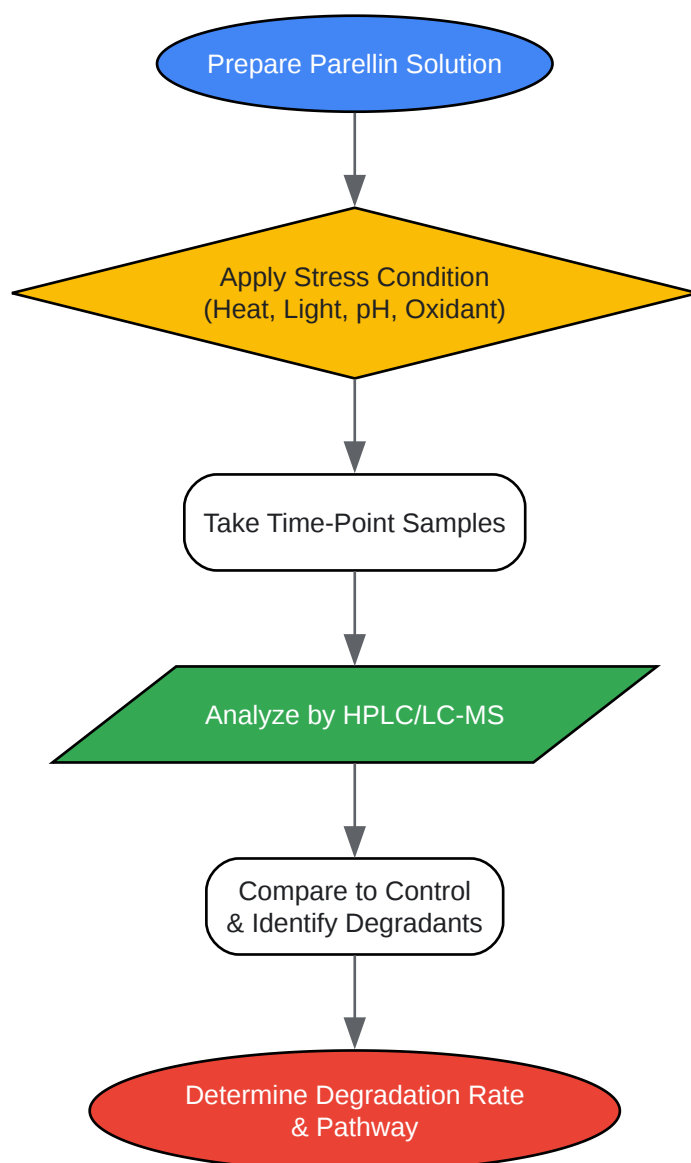 Prepare Parellin Solution
Apply Stress Condition
(Heat, Light, pH, Oxidant)
Take Time-Point Samples
Analyze by HPLC/LC-MS
Compare to Control
& Identify Degradants
Determine Degradation Rate
& Pathway